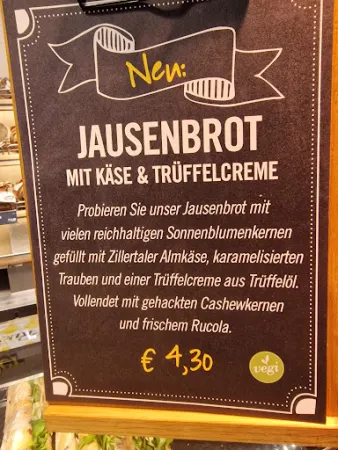 Neu:
JAUSENBROT
MIT KÄSE & TRÜFFELCREME
Probieren Sie unser Jausenbrot mit
vielen reichhaltigen Sonnenblumenkernen
gefüllt mit Zillertaler Almkäse, karamelisierten
Trauben und einer Trüffelcreme aus Trüffelöl.
Vollendet mit gehackten Cashewkernen
und frischem Rucola.
€ 4,30
vegi